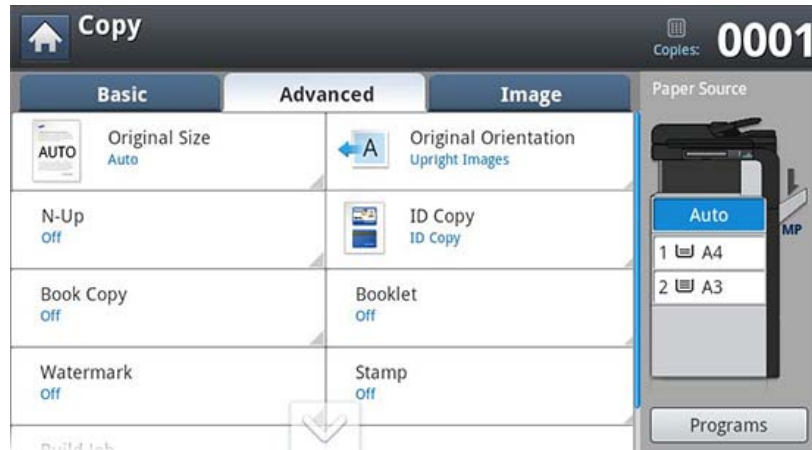 Copy
Copies: 0001
Basic
Advanced
Image
Paper Source
AUTO
Original Size
Auto
A
Original Orientation
Upright Images
N-Up
Off
ID Copy
ID Copy
Book Copy
Off
Booklet
Off
Watermark
Off
Stamp
Off
Build Job
Auto
MP
1 A4
2 A3
Programs